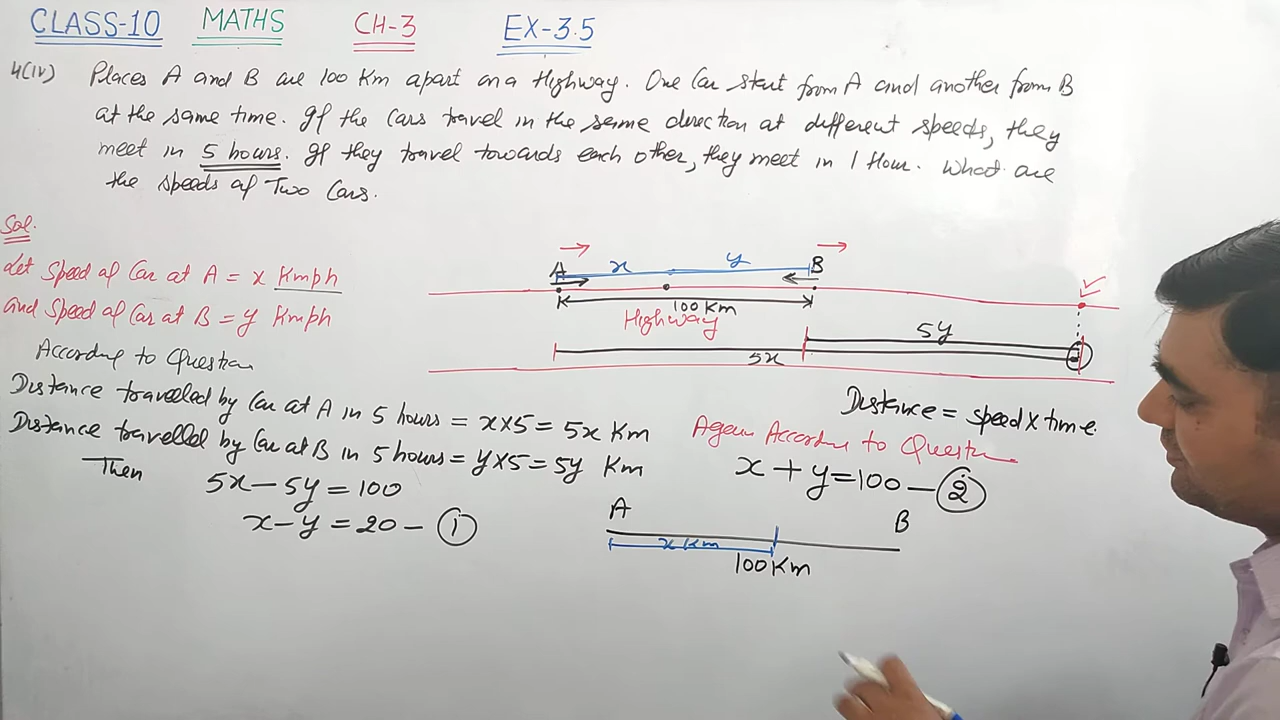 CLASS-10 MATHS CH-3 EX-3.5
4(iv) Places A and B are 100 Km apart on a Highway. One Car start from A and another from B
at the same time. If the Cars travel in the same direction at different speeds, they
meet in 5 hours. If they travel towards each other, they meet in 1 Hour. What are
the speeds of Two Cars.
Sol.
Let Speed of Car at A = x Kmph
and Speed of Car at B = y Kmph
According to Question
Distance travelled by Car at A in 5 hours = x×5 = 5x Km
Distance travelled by Car at B in 5 hours = y×5 = 5y Km
Then 5x - 5y = 100
x - y = 20 - ①
A x y B
100 Km
Highway
5y
5x
Distance = speed × time.
Again According to Questn
x + y = 100 - ②
A B
x Km
100 Km